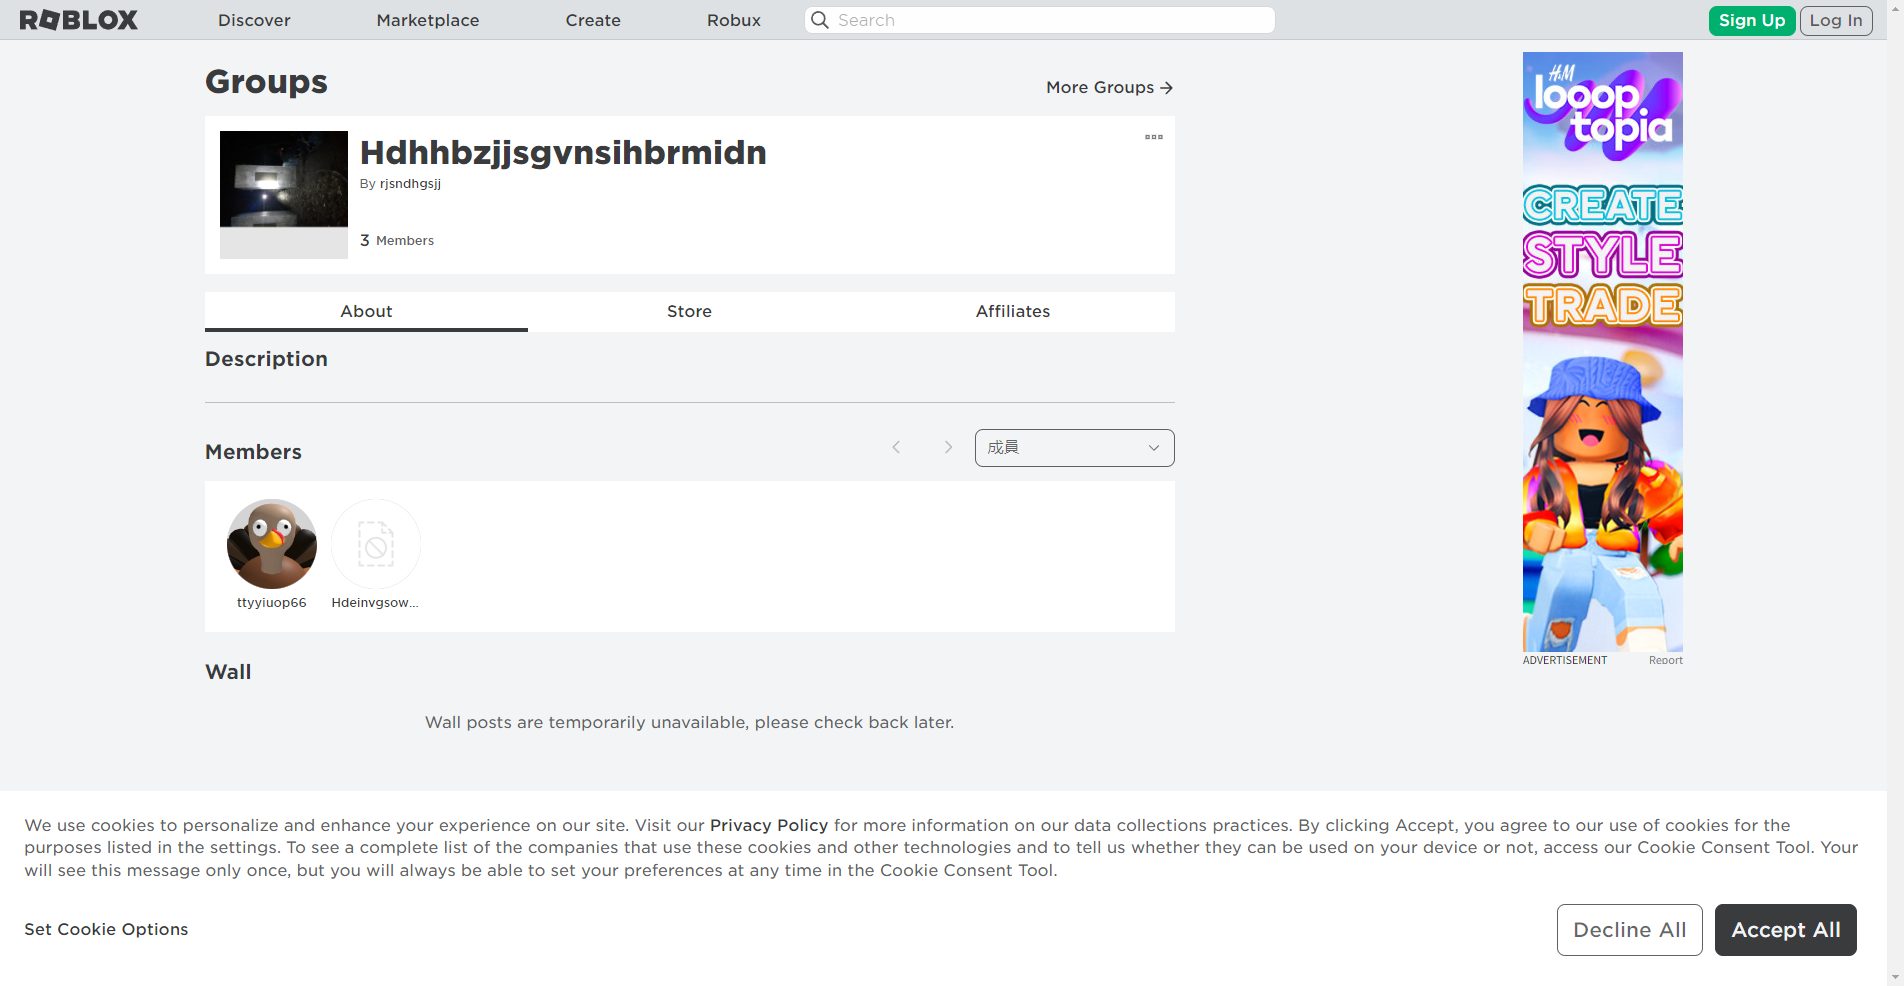 ROBLOX
Discover
Marketplace
Create
Robux
Search
Sign Up
Log In
Groups
More Groups
Hdhhbzjjsgvnsihbrmidn
By rjsndhgsjj
3 Members
About
Store
Affiliates
Description
Members
成員
ttyyiuop66
Hdeinvgsow...
Wall
Wall posts are temporarily unavailable, please check back later.
H&M
looop
topia
CREATE
STYLE
TRADE
ADVERTISEMENT
Report
We use cookies to personalize and enhance your experience on our site. Visit our Privacy Policy for more information on our data collections practices. By clicking Accept, you agree to our use of cookies for the
purposes listed in the settings. To see a complete list of the companies that use these cookies and other technologies and to tell us whether they can be used on your device or not, access our Cookie Consent Tool. Your
will see this message only once, but you will always be able to set your preferences at any time in the Cookie Consent Tool.
Set Cookie Options
Decline All
Accept All